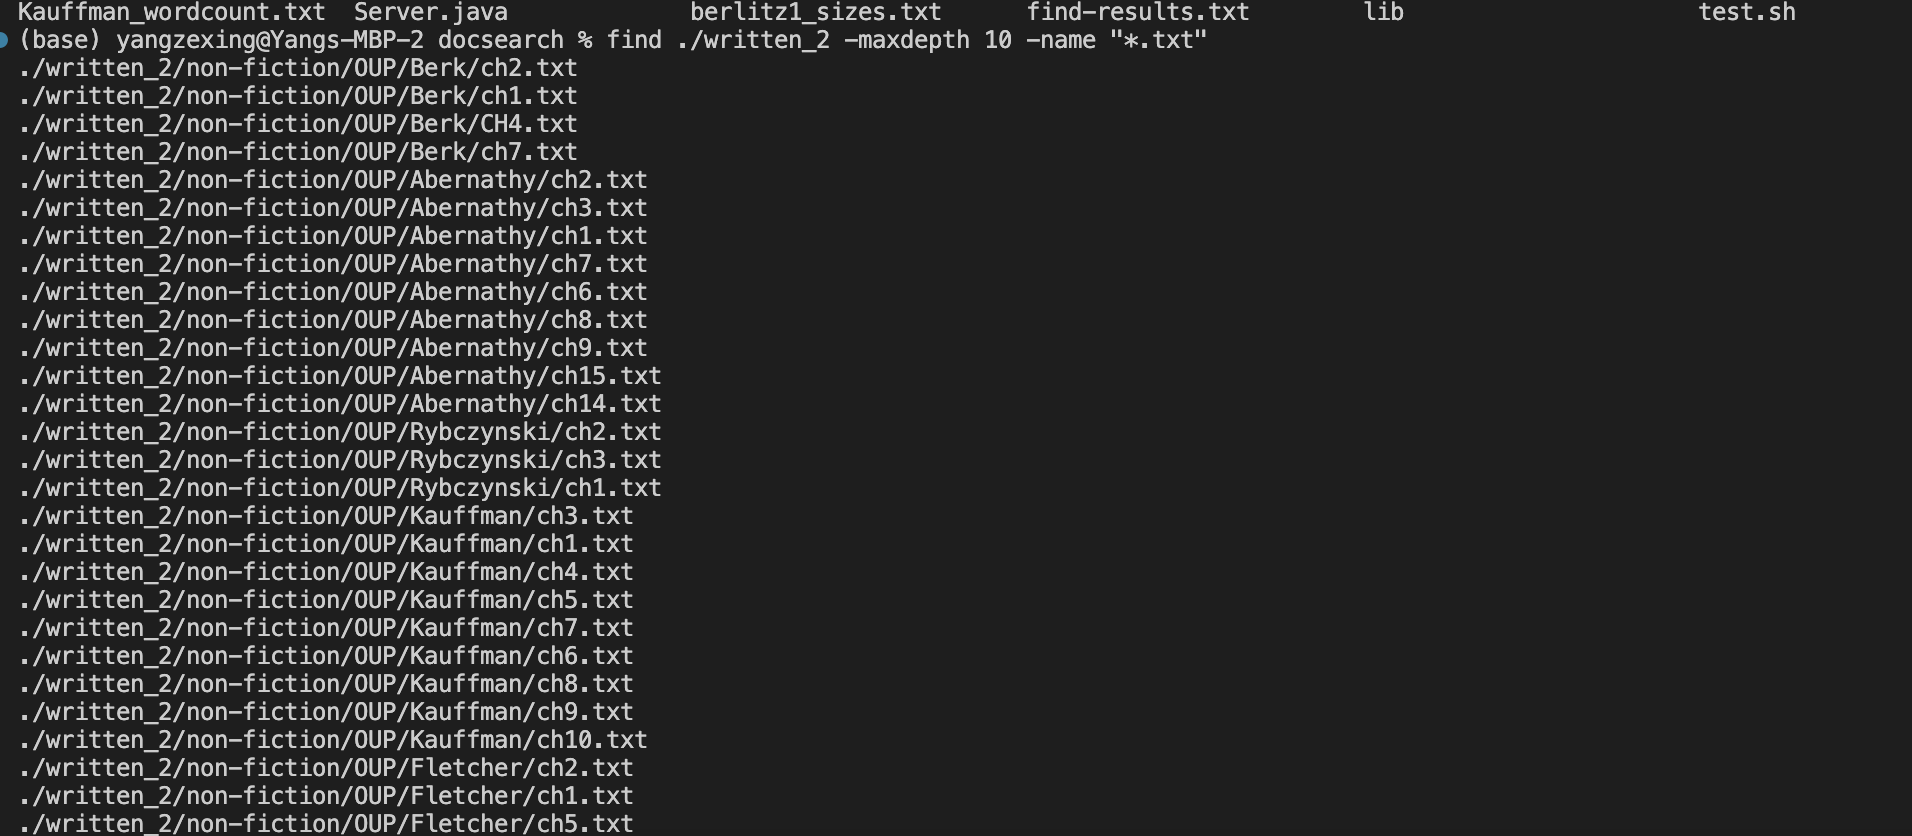 Kauffman_wordcount.txt  Server.java             berlitz1_sizes.txt      find-results.txt        lib                     test.sh
(base) yangzexing@Yangs-MBP-2 docsearch % find ./written_2 -maxdepth 10 -name "*.txt"
./written_2/non-fiction/OUP/Berk/ch2.txt
./written_2/non-fiction/OUP/Berk/ch1.txt
./written_2/non-fiction/OUP/Berk/CH4.txt
./written_2/non-fiction/OUP/Berk/ch7.txt
./written_2/non-fiction/OUP/Abernathy/ch2.txt
./written_2/non-fiction/OUP/Abernathy/ch3.txt
./written_2/non-fiction/OUP/Abernathy/ch1.txt
./written_2/non-fiction/OUP/Abernathy/ch7.txt
./written_2/non-fiction/OUP/Abernathy/ch6.txt
./written_2/non-fiction/OUP/Abernathy/ch8.txt
./written_2/non-fiction/OUP/Abernathy/ch9.txt
./written_2/non-fiction/OUP/Abernathy/ch15.txt
./written_2/non-fiction/OUP/Abernathy/ch14.txt
./written_2/non-fiction/OUP/Rybczynski/ch2.txt
./written_2/non-fiction/OUP/Rybczynski/ch3.txt
./written_2/non-fiction/OUP/Rybczynski/ch1.txt
./written_2/non-fiction/OUP/Kauffman/ch3.txt
./written_2/non-fiction/OUP/Kauffman/ch1.txt
./written_2/non-fiction/OUP/Kauffman/ch4.txt
./written_2/non-fiction/OUP/Kauffman/ch5.txt
./written_2/non-fiction/OUP/Kauffman/ch7.txt
./written_2/non-fiction/OUP/Kauffman/ch6.txt
./written_2/non-fiction/OUP/Kauffman/ch8.txt
./written_2/non-fiction/OUP/Kauffman/ch9.txt
./written_2/non-fiction/OUP/Kauffman/ch10.txt
./written_2/non-fiction/OUP/Fletcher/ch2.txt
./written_2/non-fiction/OUP/Fletcher/ch1.txt
./written_2/non-fiction/OUP/Fletcher/ch5.txt